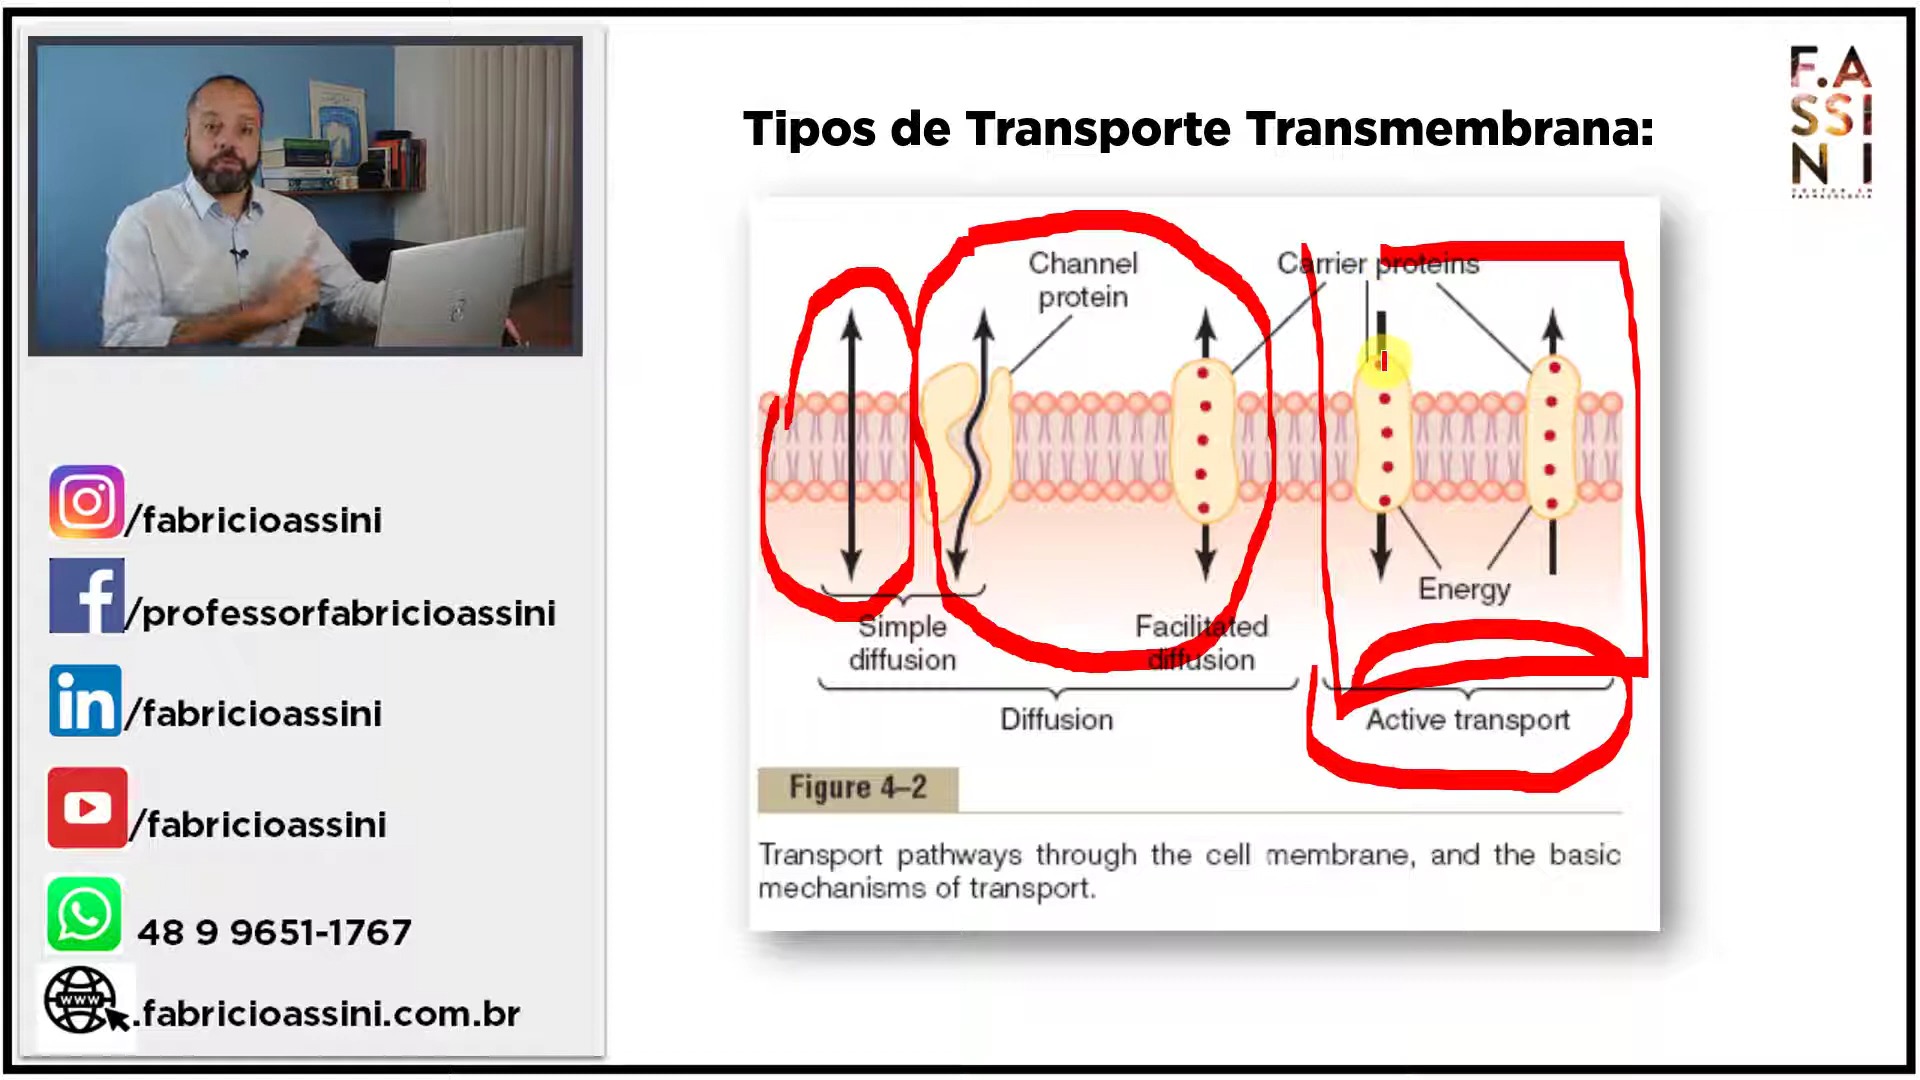 Tipos de Transporte Transmembrana:
F.A
SSI
N I
Channel
protein
Carrier proteins
Energy
Simple
diffusion
Facilitated
diffusion
Diffusion
Active transport
Figure 4–2
Transport pathways through the cell membrane, and the basic
mechanisms of transport.
/fabricioassini
/professorfabricioassini
in
/fabricioassini
/fabricioassini
48 9 9651-1767
WWW
.fabricioassini.com.br